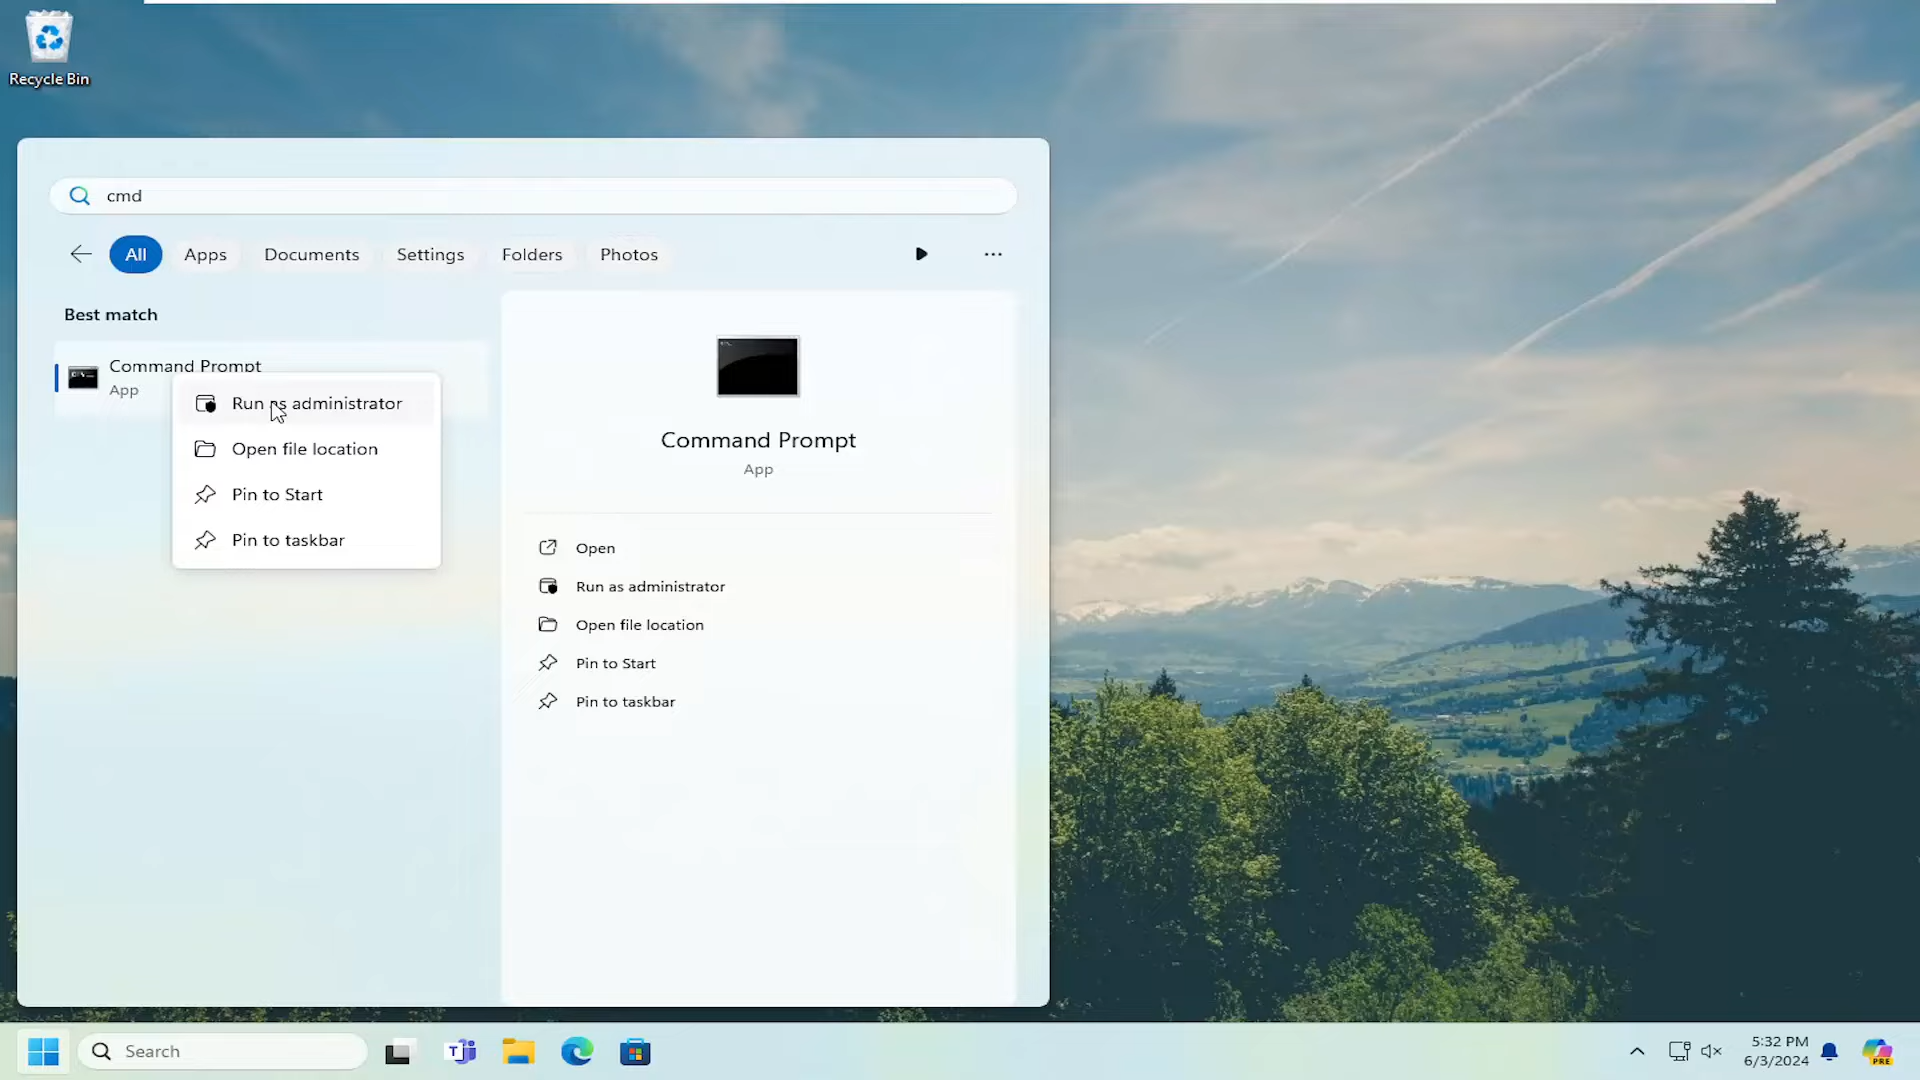 Recycle Bin
cmd
All
Apps
Documents
Settings
Folders
Photos
Best match
Command Prompt
App
Run as administrator
Open file location
Pin to Start
Pin to taskbar
Command Prompt
App
Open
Run as administrator
Open file location
Pin to Start
Pin to taskbar
Search
5:32 PM
6/3/2024
PRE